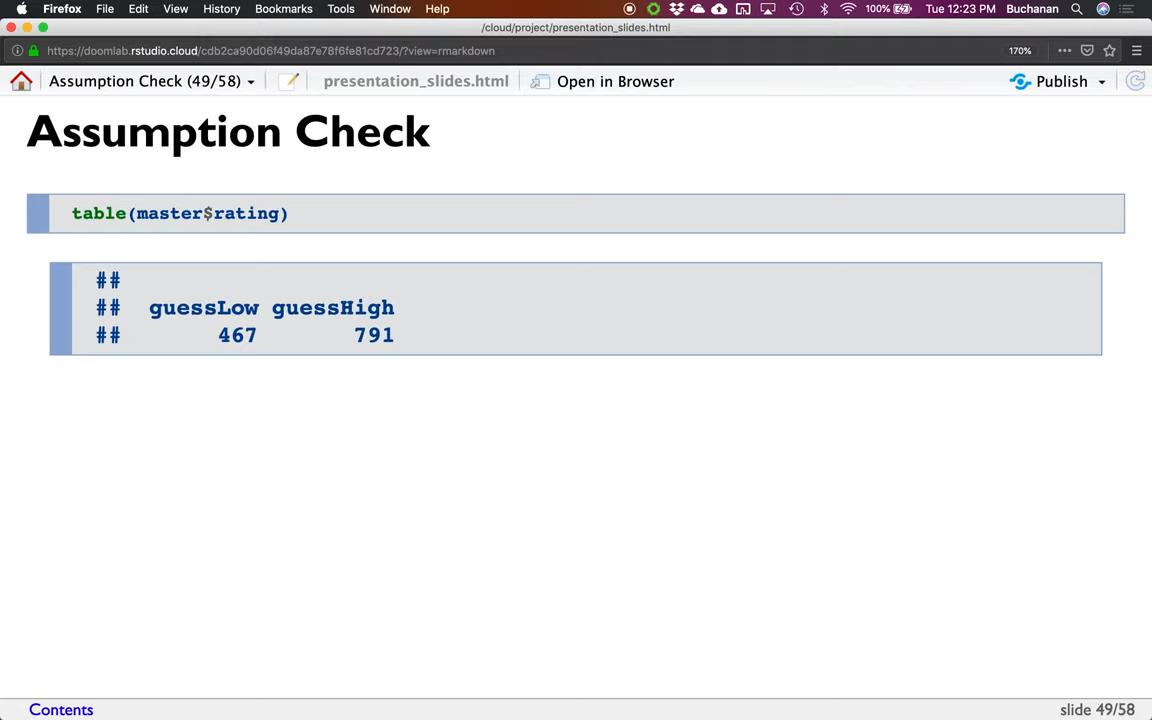 Firefox File Edit View History Bookmarks Tools Window Help 100% Tue 12:23 PM Buchanan
/cloud/project/presentation_slides.html
https://doomlab.rstudio.cloud/cdb2ca90d06f49da87e78f6fe81cd723/?view=rmarkdown 170%
Assumption Check (49/58) presentation_slides.html Open in Browser Publish
Assumption Check
table(master$rating)
##
## guessLow guessHigh
## 467 791
Contents slide 49/58